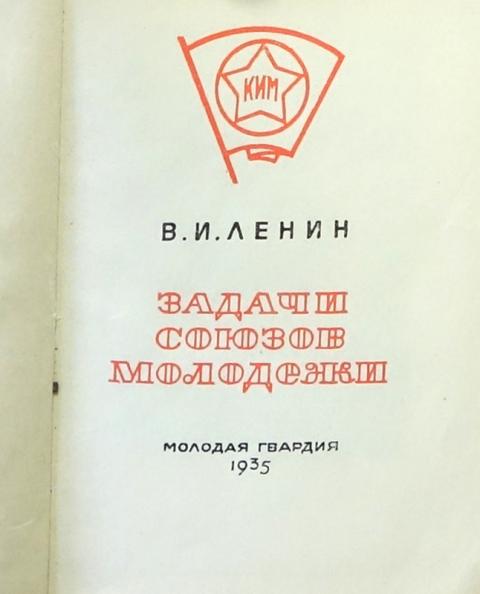 КИМ
В.И.ЛЕНИН
ЗАДАЧИ
СОЮЗОВ
МОЛОДЕЖИ
МОЛОДАЯ ГВАРДИЯ
1935